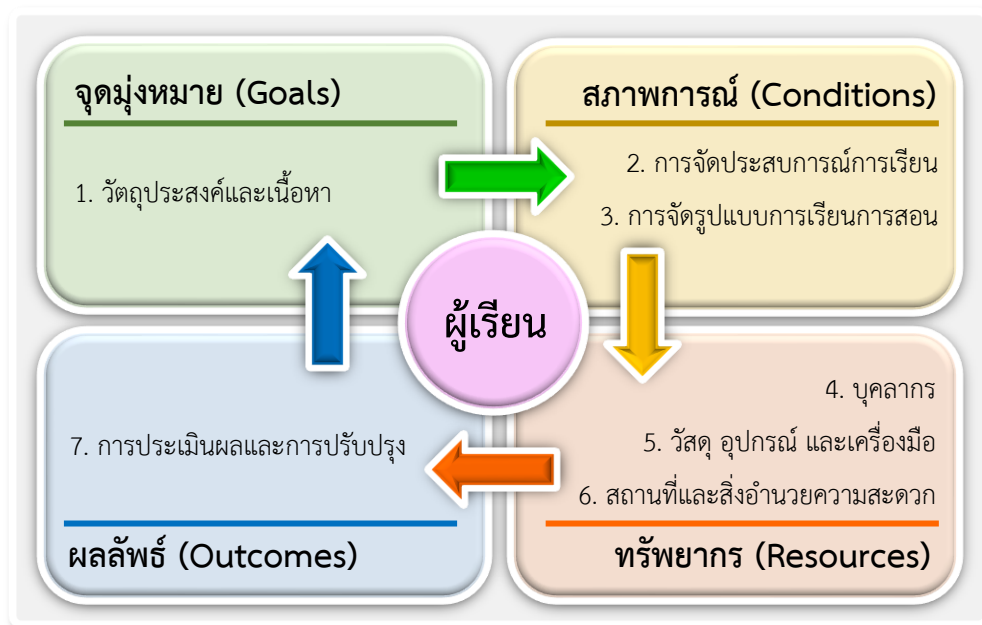 จุดมุ่งหมาย (Goals)
1. วัตถุประสงค์และเนื้อหา
สภาพการณ์ (Conditions)
2. การจัดประสบการณ์การเรียน
3. การจัดรูปแบบการเรียนการสอน
ผู้เรียน
4. บุคลากร
5. วัสดุ อุปกรณ์ และเครื่องมือ
6. สถานที่และสิ่งอำนวยความสะดวก
ทรัพยากร (Resources)
7. การประเมินผลและการปรับปรุง
ผลลัพธ์ (Outcomes)